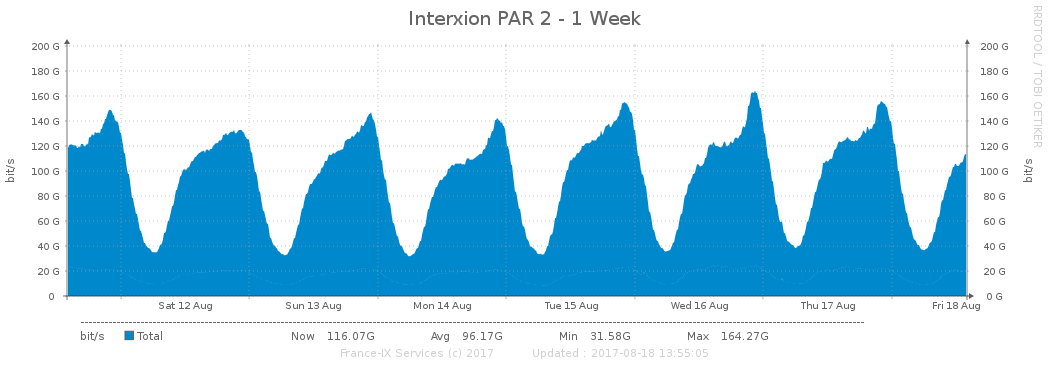 Interxion PAR 2 - 1 Week
RRDTOOL / TOBI OETIKER
200 G 200 G
180 G 180 G
160 G 160 G
140 G 140 G
120 G 120 G
100 G 100 G
80 G 80 G
60 G 60 G
40 G 40 G
20 G 20 G
0 0 G
bit/s
bit/s
Sat 12 Aug Sun 13 Aug Mon 14 Aug Tue 15 Aug Wed 16 Aug Thu 17 Aug Fri 18 Aug
bit/s Total Now 116.07G Avg 96.17G Min 31.58G Max 164.27G
France-IX Services (c) 2017 Updated : 2017-08-18 13:55:05